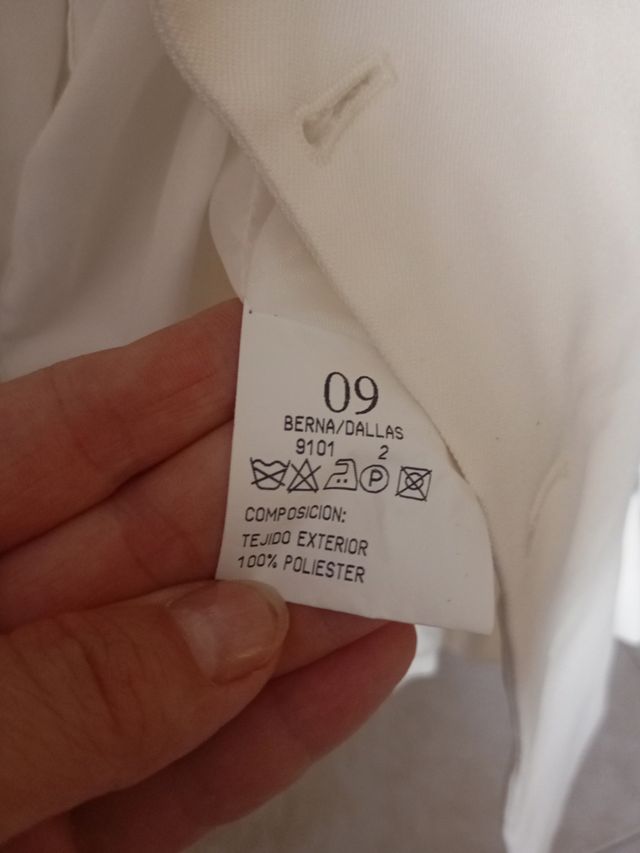 09
BERNA/DALLAS
9101 2
P
COMPOSICION:
TEJIDO EXTERIOR
100% POLIESTER